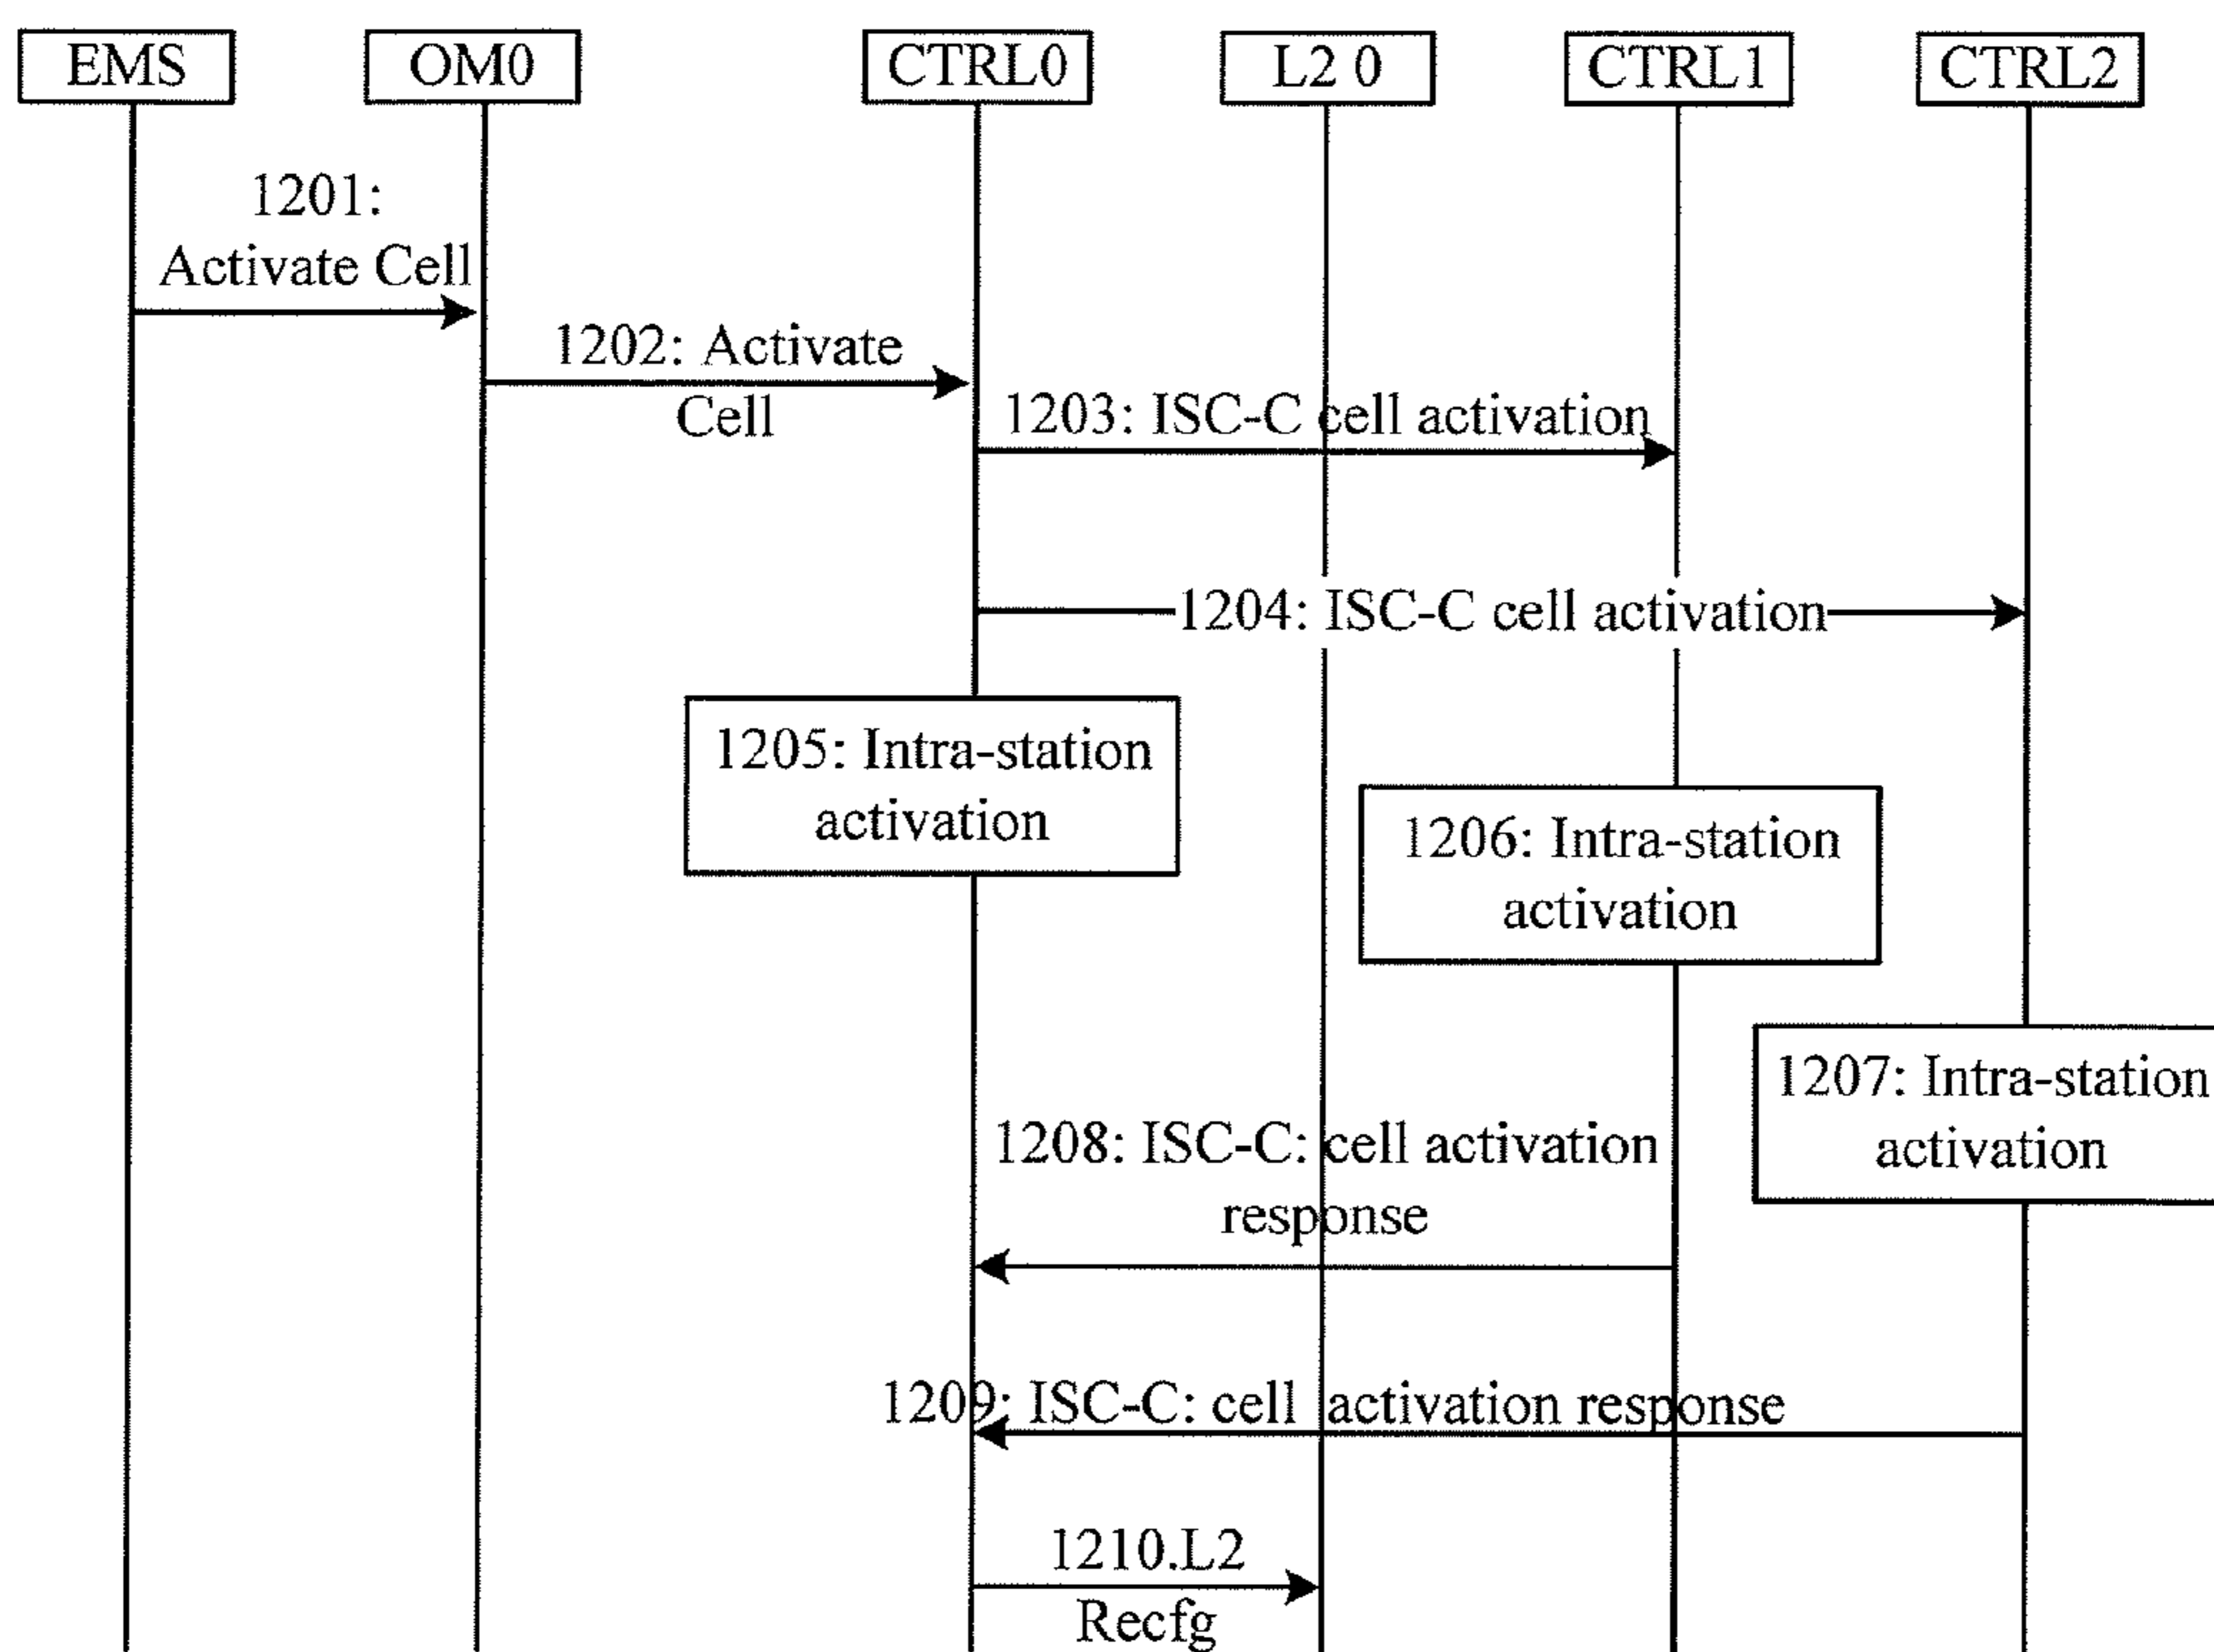 EMS
OM0
CTRL0
L2 0
CTRL1
CTRL2
1201:
Activate Cell
1202: Activate
Cell
1203: ISC-C cell activation
1204: ISC-C cell activation
1205: Intra-station
activation
1206: Intra-station
activation
1207: Intra-station
activation
1208: ISC-C: cell activation
response
1209: ISC-C: cell activation response
1210.L2
Recfg